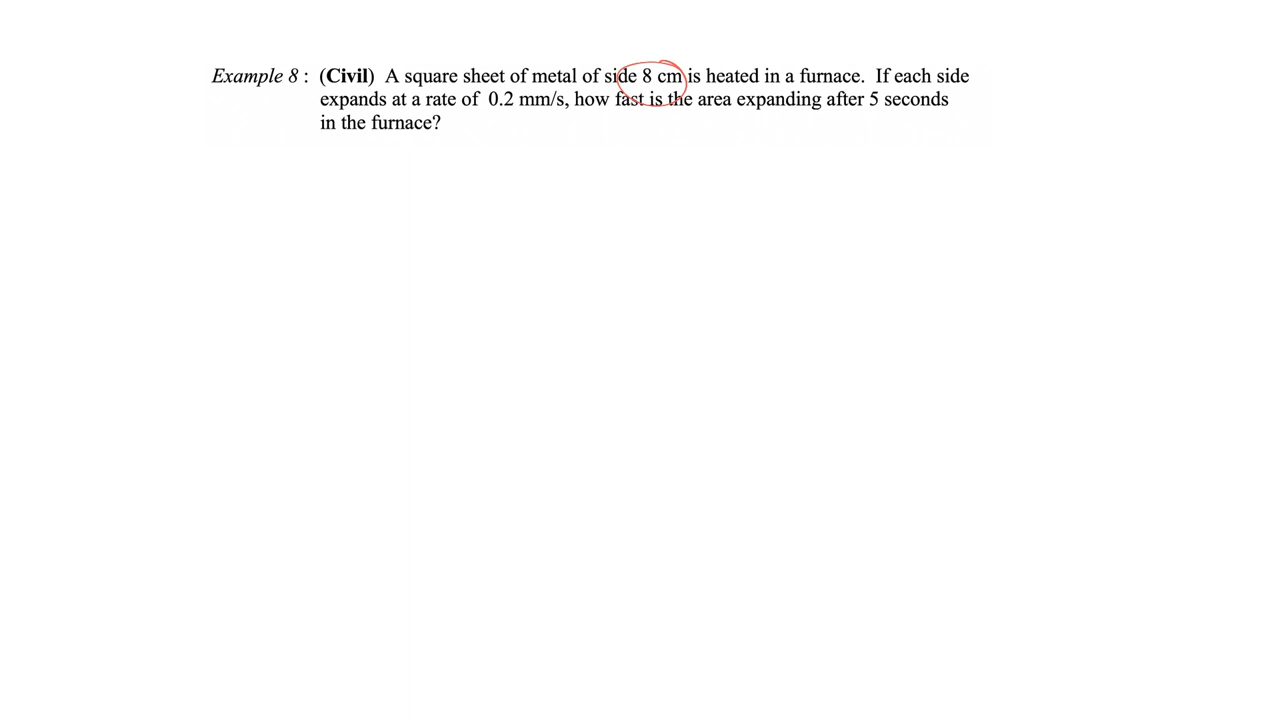 Example 8 : (Civil) A square sheet of metal of side 8 cm is heated in a furnace. If each side
expands at a rate of 0.2 mm/s, how fast is the area expanding after 5 seconds
in the furnace?